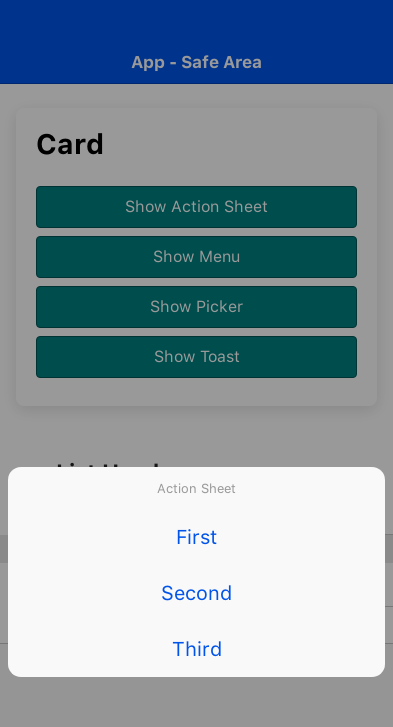 App - Safe Area
Card
Show Action Sheet
Show Menu
Show Picker
Show Toast
Action Sheet
First
Second
Third